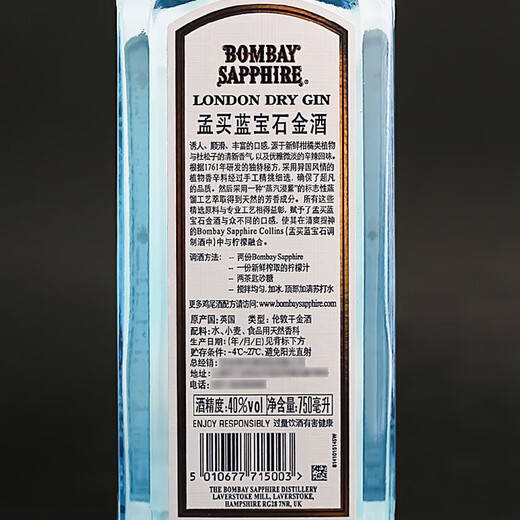 BOMBAY
SAPPHIRE®
LONDON DRY GIN
孟买蓝宝石金酒
诱人、顺滑、丰富的口感，源于新鲜柑橘类植物
与杜松子的清新香气，以及优雅微淡的辛辣回味。
根据1761年研发的独特秘方，采用异国风情的
植物香辛料经过手工精挑细选，确保了超凡
的品质，然后采用一种“蒸汽浸薰”的标志性蒸
馏工艺萃取得到天然的芳香成分。所有这些
精选原料与专业工艺相得益彰，赋予了孟买蓝
宝石金酒与众不同的口感，使其在清爽提神
的Bombay Sapphire Collins (孟买蓝宝石调
制酒中)中与柠檬融合。
调酒方法： – 两份Bombay Sapphire
– 一份新鲜榨取的柠檬汁
– 两茶匙沙糖
– 搅拌均匀，加冰，顶部加满苏打水
更多鸡尾酒配方请访问：www.bombaysapphire.com
原产国：英国 类型：伦敦干金酒
配料：水、小麦、食品用天然香料
生产日期：(年/月/日)见背标下方
贮存条件：-4℃-27℃，避免阳光直射
总经销：
地址：
电话：
酒精度：40%vol 净含量：750毫升
ENJOY RESPONSIBLY 过量饮酒有害健康
5 010677 715003 >
THE BOMBAY SAPPHIRE DISTILLERY
LAVERSTOKE MILL, LAVERSTOKE,
HAMPSHIRE RG28 7NR, UK